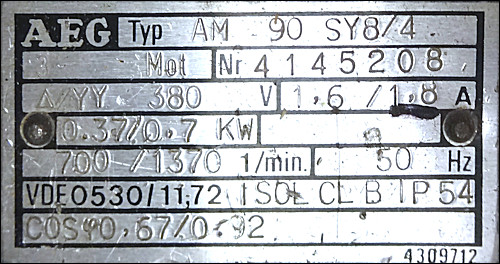 AEG Typ AM 90 SY8/4
3 Mot Nr 4145208
Δ/YY 380 V 1,6 / 1,8 A
0.37/0,7 KW
700 /1370 1/min. 50 Hz
VDE0530/11,72 ISOL CL B IP 54
COSφ0,67/0.92
4309712